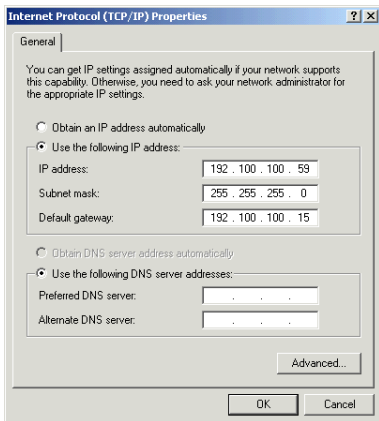 Internet Protocol (TCP/IP) Properties
General
You can get IP settings assigned automatically if your network supports
this capability. Otherwise, you need to ask your network administrator for
the appropriate IP settings.
Obtain an IP address automatically
Use the following IP address:
IP address: 192 . 100 . 100 . 59
Subnet mask: 255 . 255 . 255 . 0
Default gateway: 192 . 100 . 100 . 15
Obtain DNS server address automatically
Use the following DNS server addresses:
Preferred DNS server: . . .
Alternate DNS server: . . .
Advanced...
OK Cancel